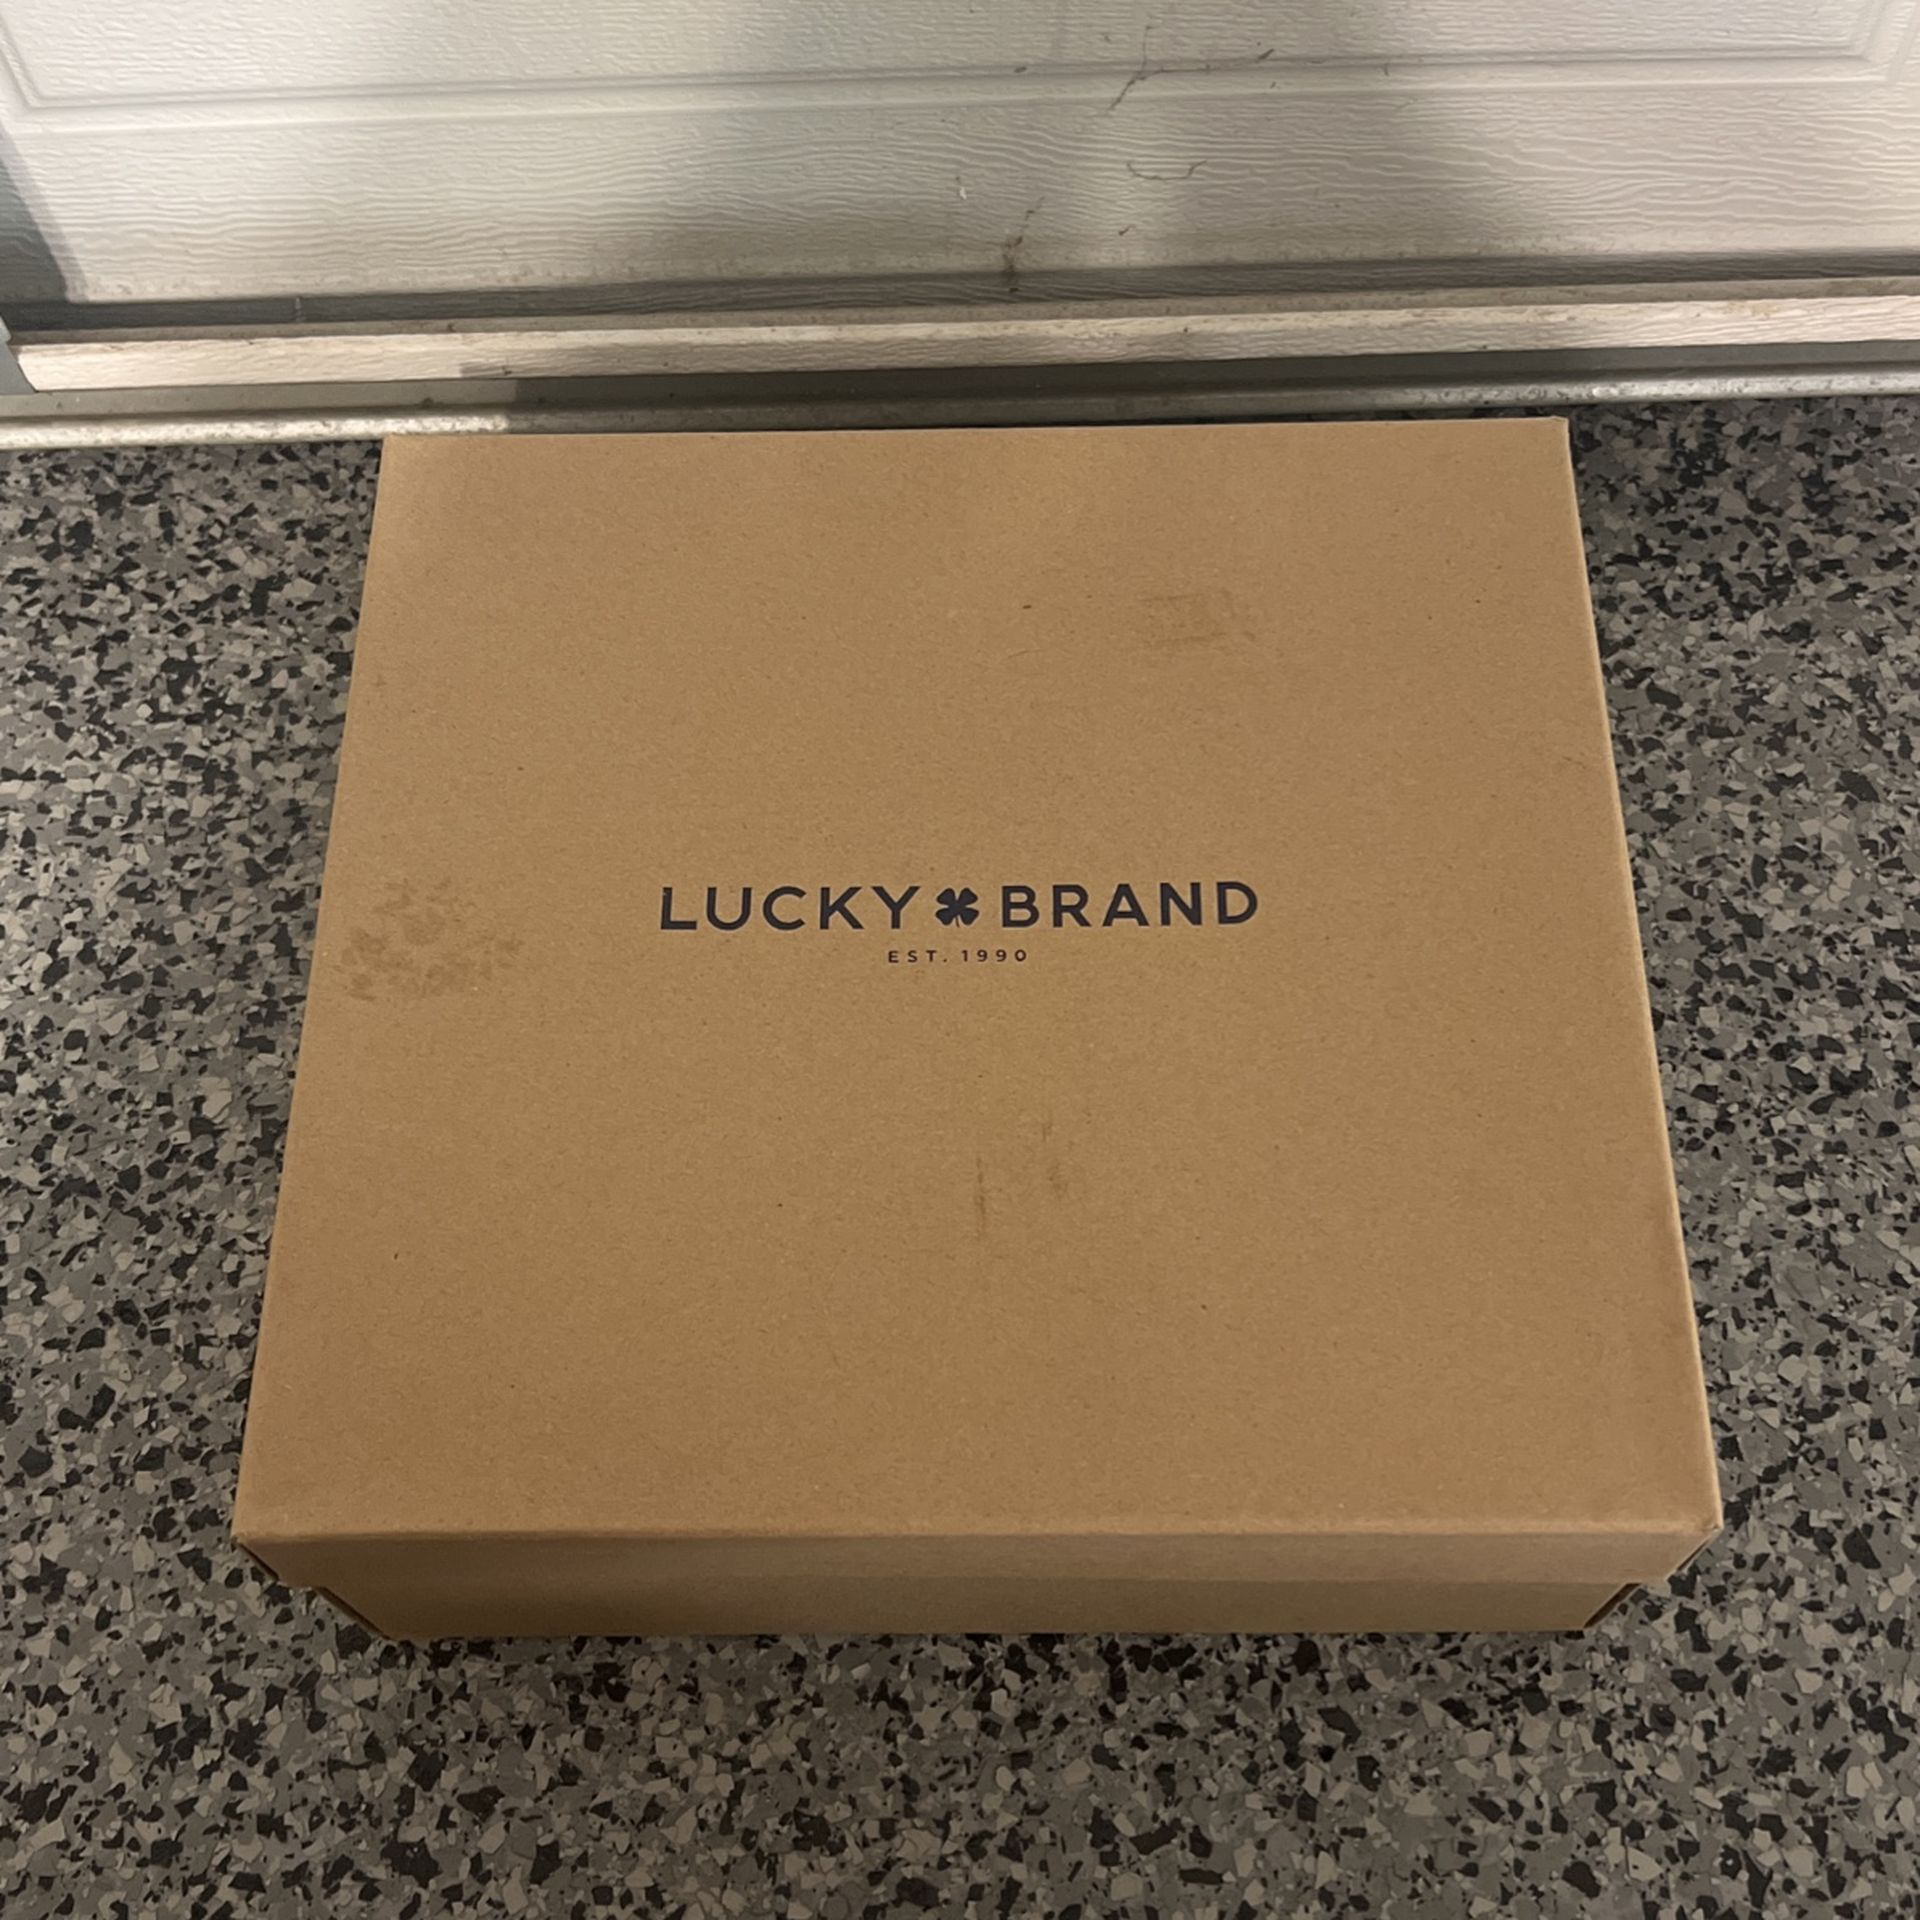 LUCKY BRAND
EST. 1990